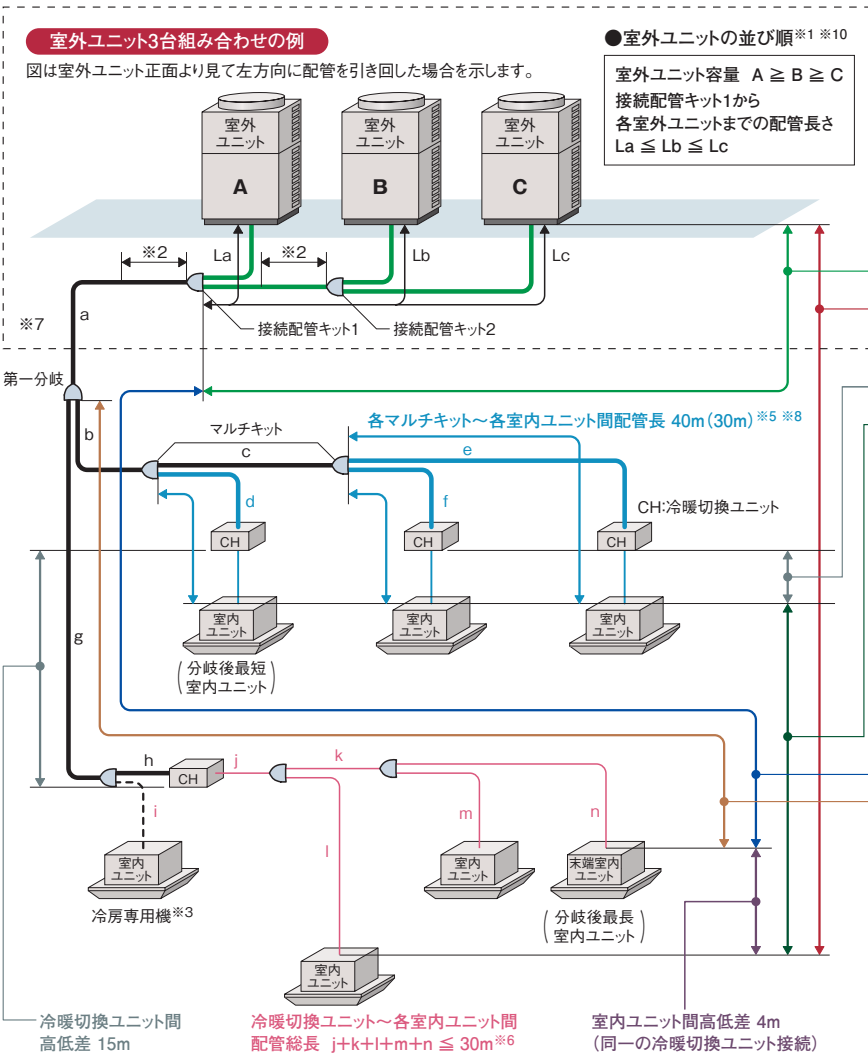 室外ユニット3台組み合わせの例
図は室外ユニット正面より見て左方向に配管を引き回した場合を示します。
●室外ユニットの並び順※1 ※10
室外ユニット容量 A ≧ B ≧ C
接続配管キット1から
各室外ユニットまでの配管長さ
La ≦ Lb ≦ Lc
室外
ユニット
A
室外
ユニット
B
室外
ユニット
C
※2
La
※2
Lb
Lc
a
※7
接続配管キット1
接続配管キット2
第一分岐
b
マルチキット
各マルチキット～各室内ユニット間配管長 40m(30m)※5 ※8
c
e
d
f
CH:冷暖切換ユニット
CH
CH
CH
室内
ユニット
室内
ユニット
室内
ユニット
(分岐後最短
室内ユニット)
g
h
CH
j
k
i
l
m
n
室内
ユニット
冷房専用機※3
室内
ユニット
末端室内
ユニット
(分岐後最長
室内ユニット)
室内
ユニット
冷暖切換ユニット間
高低差 15m
冷暖切換ユニット～各室内ユニット間
配管総長 j+k+l+m+n ≦ 30m※6
室内ユニット間高低差 4m
(同一の冷暖切換ユニット接続)